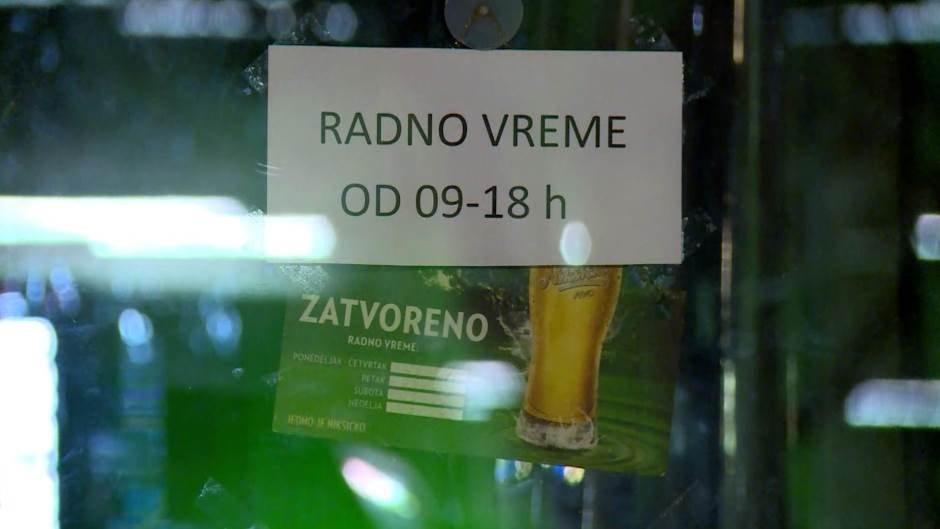 RADNO VREME
OD 09-18 h
ZATVORENO
RADNO VREME:
PONEDELJAK - ČETVRTAK
PETAK
SUBOTA
NEDELJA
JEDNO JE NIKŠIĆKO